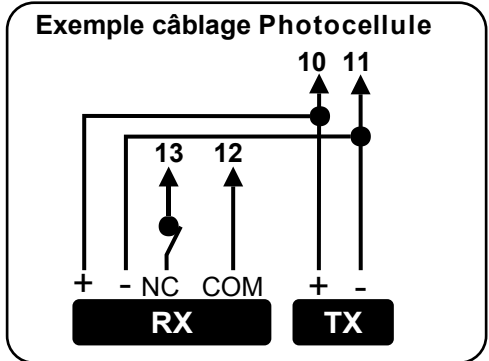 Exemple câblage Photocellule
10 11
13 12
+ - NC COM + -
RX TX